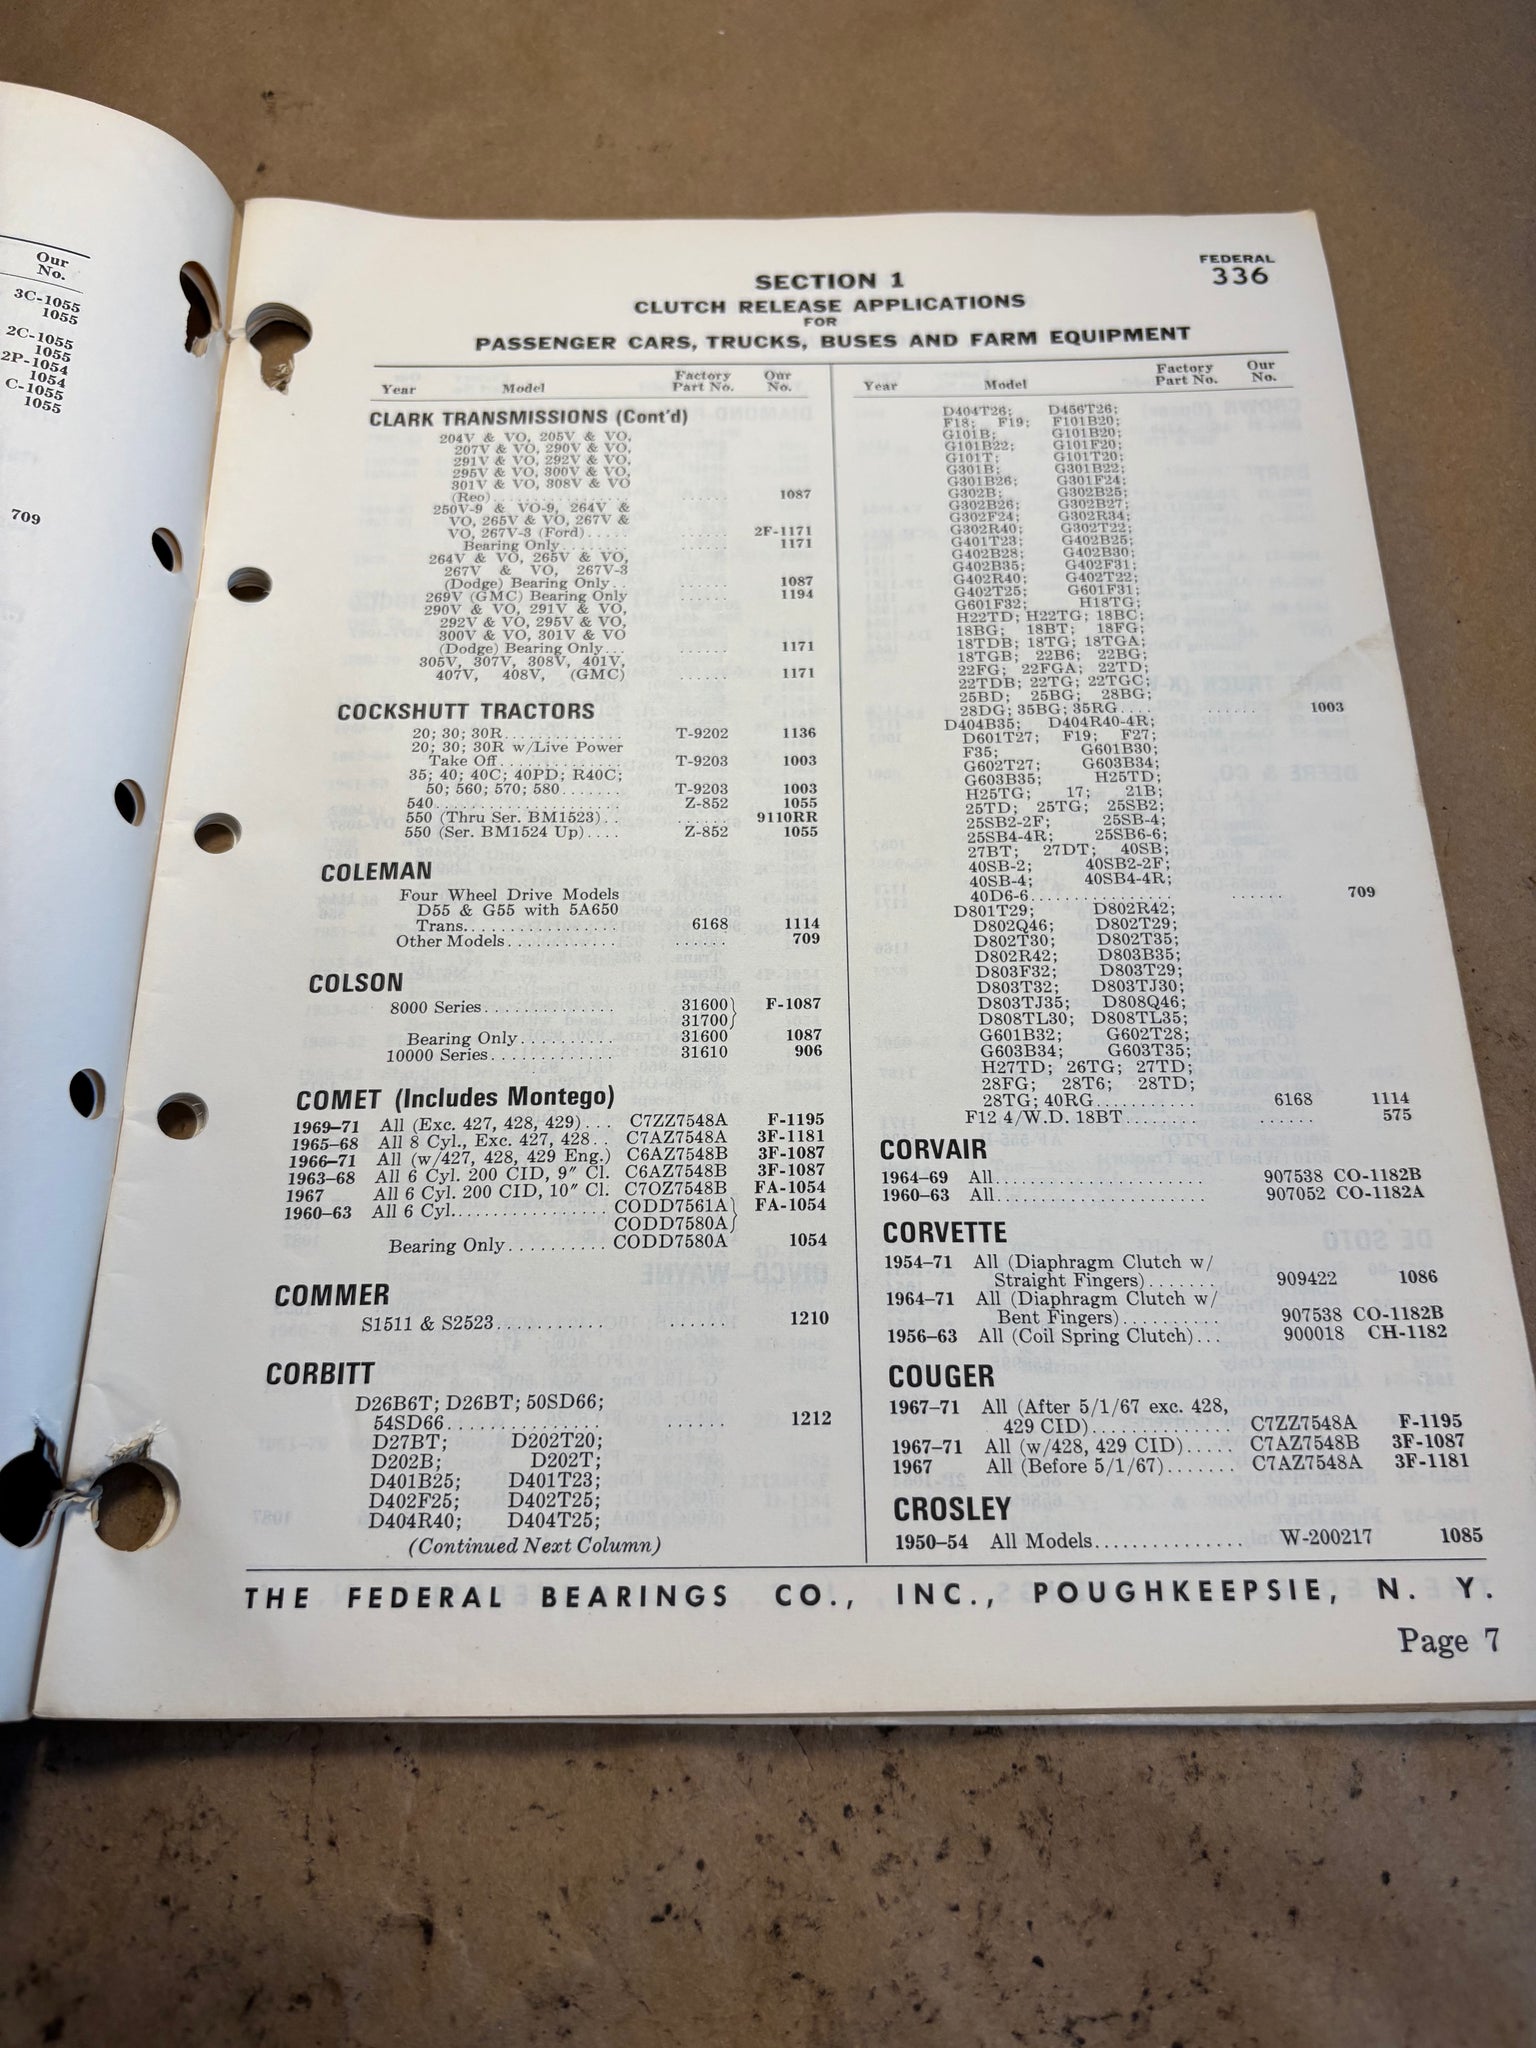 Our
No.
3C-1055
1055
2C-1055
1055
2P-1054
1054
C-1055
1055
709
FEDERAL
336
SECTION 1
CLUTCH RELEASE APPLICATIONS
FOR
PASSENGER CARS, TRUCKS, BUSES AND FARM EQUIPMENT
Year Model Factory Part No. Our No.
CLARK TRANSMISSIONS (Cont'd)
204V & VO, 205V & VO,
207V & VO, 290V & VO,
291V & VO, 292V & VO,
295V & VO, 300V & VO,
301V & VO, 308V & VO
(Reo)................ ...... 1087
250V-9 & VO-9, 264V &
VO, 265V & VO, 267V &
VO, 267V-3 (Ford)..... ...... 2F-1171
Bearing Only........ ...... 1171
264V & VO, 265V & VO,
267V & VO, 267V-3
(Dodge) Bearing Only.. ...... 1087
269V (GMC) Bearing Only ...... 1194
290V & VO, 291V & VO,
292V & VO, 295V & VO,
300V & VO, 301V & VO
(Dodge) Bearing Only... ...... 1171
305V, 307V, 308V, 401V,
407V, 408V, (GMC) ...... 1171
COCKSHUTT TRACTORS
20; 30; 30R............. T-9202 1136
20; 30; 30R w/Live Power
Take Off.............. T-9203 1003
35; 40; 40C; 40PD; R40C;
50; 560; 570; 580....... T-9203 1003
540..................... Z-852 1055
550 (Thru Ser. BM1523).. ...... 9110RR
550 (Ser. BM1524 Up).... Z-852 1055
COLEMAN
Four Wheel Drive Models
D55 & G55 with 5A650
Trans................. 6168 1114
Other Models............ ...... 709
COLSON
8000 Series.............. 31600} F-1087
31700}
Bearing Only.......... 31600 1087
10000 Series............. 31610 906
COMET (Includes Montego)
1969–71 All (Exc. 427, 428, 429)... C7ZZ7548A F-1195
1965–68 All 8 Cyl., Exc. 427, 428.. C7AZ7548A 3F-1181
1966–71 All (w/427, 428, 429 Eng.) C6AZ7548B 3F-1087
1963–68 All 6 Cyl. 200 CID, 9″ Cl. C6AZ7548B 3F-1087
1967 All 6 Cyl. 200 CID, 10″ Cl. C7OZ7548B FA-1054
1960–63 All 6 Cyl................ CODD7561A} FA-1054
CODD7580A}
Bearing Only.......... CODD7580A 1054
COMMER
S1511 & S2523........... ...... 1210
CORBITT
D26B6T; D26BT; 50SD66;
54SD66................ ...... 1212
D27BT; D202T20;
D202B; D202T;
D401B25; D401T23;
D402F25; D402T25;
D404R40; D404T25;
(Continued Next Column)
Year Model Factory Part No. Our No.
D404T26; D456T26;
F18; F19; F101B20;
G101B; G101B20;
G101B22; G101F20;
G101T; G101T20;
G301B; G301B22;
G301B26; G301F24;
G302B; G302B25;
G302B26; G302B27;
G302F24; G302R34;
G302R40; G302T22;
G401T23; G402B25;
G402B28; G402B30;
G402B35; G402F31;
G402R40; G402T22;
G402T25; G601F31;
G601F32; H18TG;
H22TD; H22TG; 18BC;
18BG; 18BT; 18FG;
18TDB; 18TG; 18TGA;
18TGB; 22B6; 22BG;
22FG; 22FGA; 22TD;
22TDB; 22TG; 22TGC;
25BD; 25BG; 28BG;
28DG; 35BG; 35RG.... ...... 1003
D404B35; D404R40-4R;
D601T27; F19; F27;
F35; G601B30;
G602T27; G603B34;
G603B35; H25TD;
H25TG; 17; 21B;
25TD; 25TG; 25SB2;
25SB2-2F; 25SB-4;
25SB4-4R; 25SB6-6;
27BT; 27DT; 40SB;
40SB-2; 40SB2-2F;
40SB-4; 40SB4-4R;
40D6-6............... ...... 709
D801T29; D802R42;
D802Q46; D802T29;
D802T30; D802T35;
D802R42; D803B35;
D803F32; D803T29;
D803T32; D803TJ30;
D803TJ35; D808Q46;
D808TL30; D808TL35;
G601B32; G602T28;
G603B34; G603T35;
H27TD; 26TG; 27TD;
28FG; 28T6; 28TD;
28TG; 40RG........... 6168 1114
F12 4/W.D. 18BT........ ...... 575
CORVAIR
1964–69 All...................... 907538 CO-1182B
1960–63 All...................... 907052 CO-1182A
CORVETTE
1954–71 All (Diaphragm Clutch w/
Straight Fingers)....... 909422 1086
1964–71 All (Diaphragm Clutch w/
Bent Fingers).......... 907538 CO-1182B
1956–63 All (Coil Spring Clutch)... 900018 CH-1182
COUGER
1967–71 All (After 5/1/67 exc. 428,
429 CID)............. C7ZZ7548A F-1195
1967–71 All (w/428, 429 CID)..... C7AZ7548B 3F-1087
1967 All (Before 5/1/67)....... C7AZ7548A 3F-1181
CROSLEY
1950–54 All Models............... W-200217 1085
THE FEDERAL BEARINGS CO., INC., POUGHKEEPSIE, N. Y.
Page 7